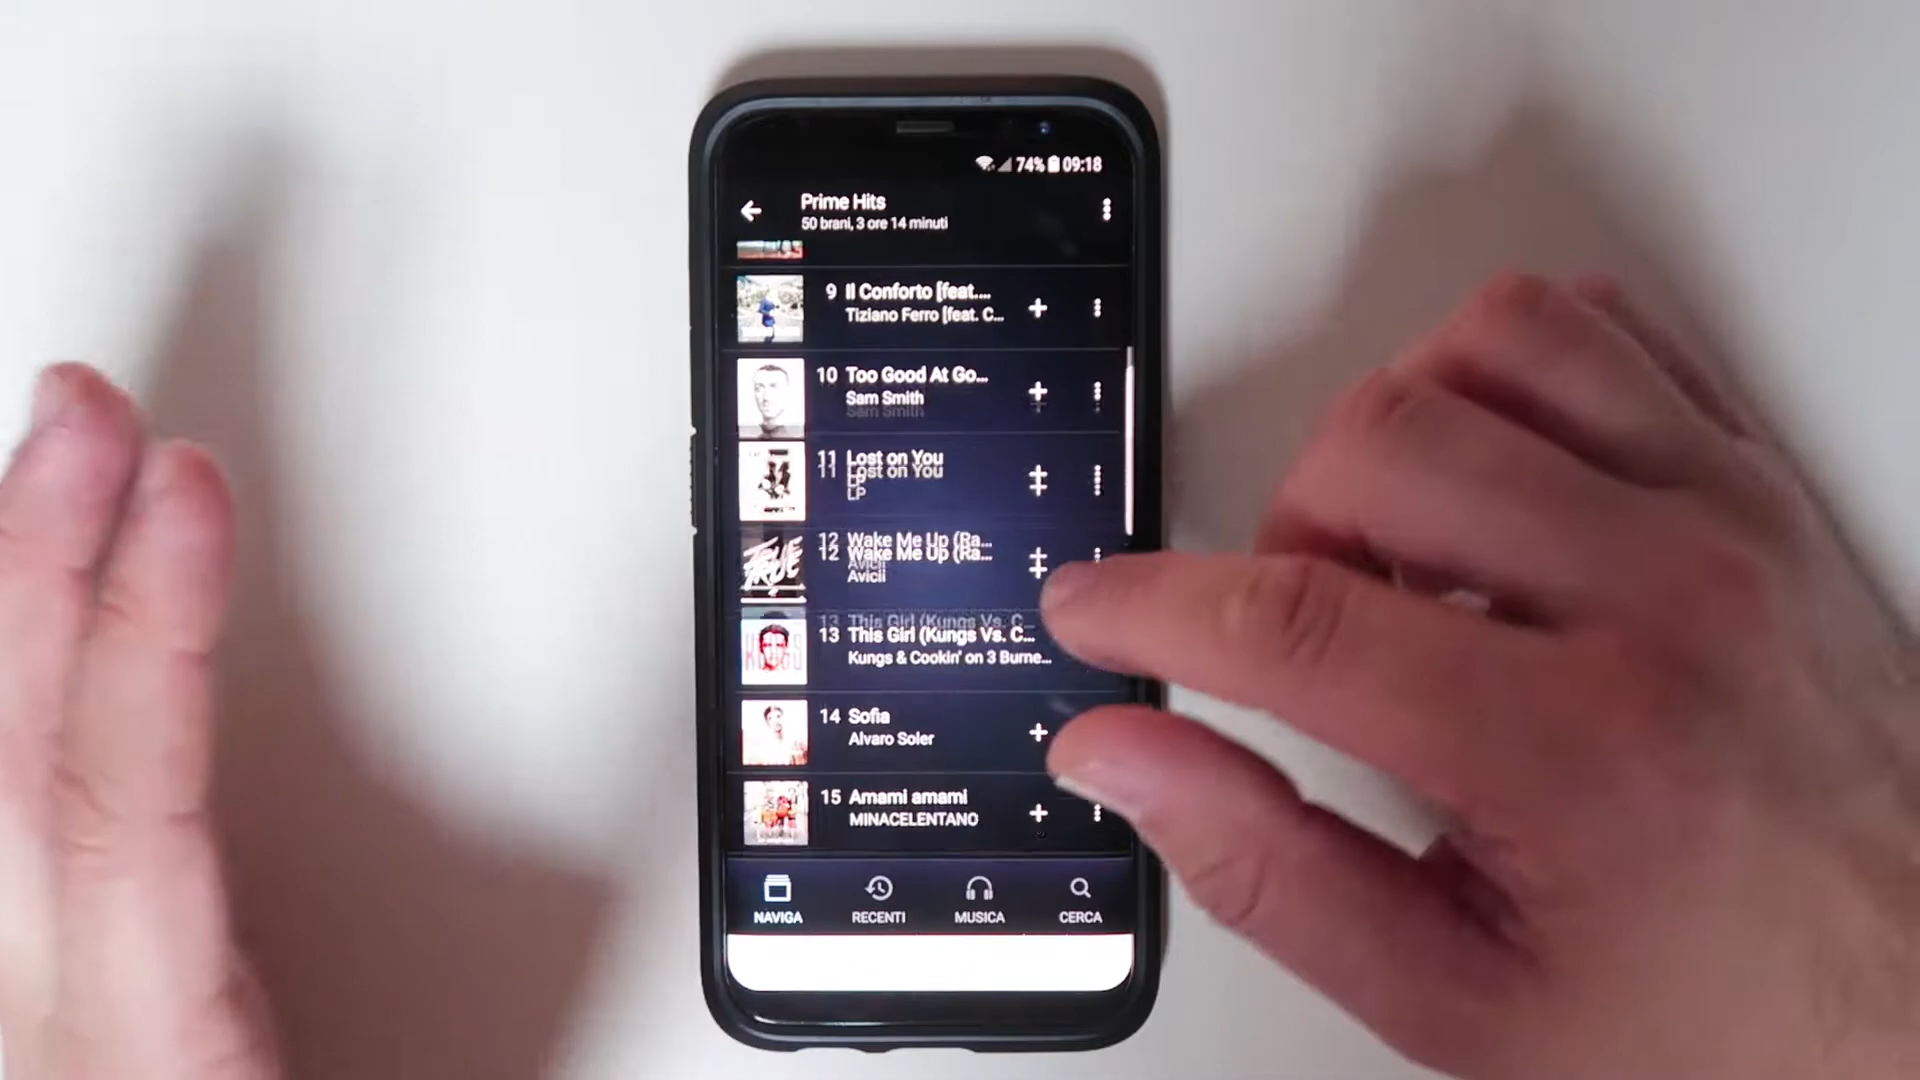 74% 09:18
Prime Hits
50 brani, 3 ore 14 minuti
9 Il Conforto [feat....
Tiziano Ferro [feat. C...
10 Too Good At Go...
Sam Smith
11 Lost on You
LP
12 Wake Me Up (Ra...
Avicii
13 This Girl (Kungs Vs. C...
Kungs & Cookin' on 3 Burne...
14 Sofia
Alvaro Soler
15 Amami amami
MINACELENTANO
NAVIGA RECENTI MUSICA CERCA
TRUE
KUNGS